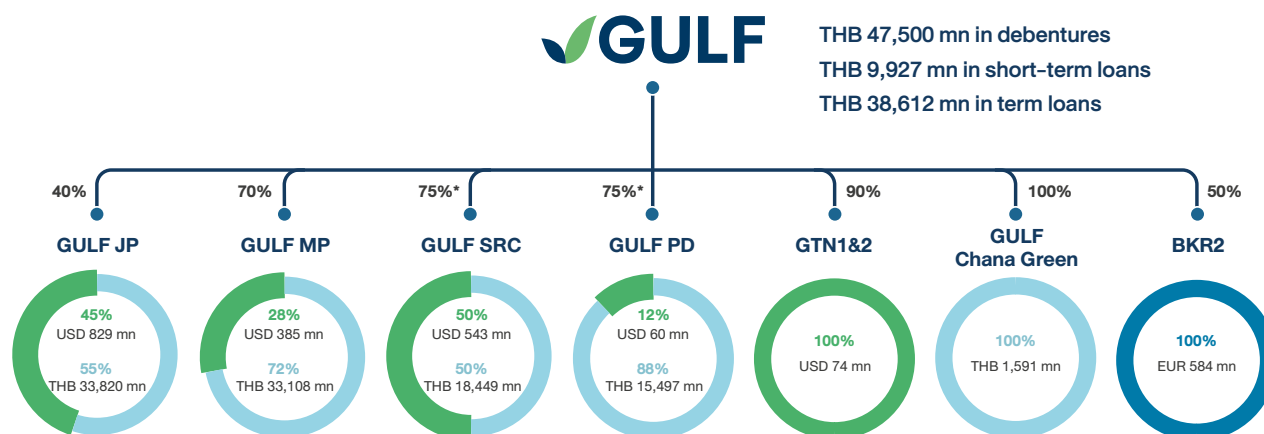 GULF
THB 47,500 mn in debentures
THB 9,927 mn in short-term loans
THB 38,612 mn in term loans
40%
70%
75%*
75%*
90%
100%
50%
GULF JP
GULF MP
GULF SRC
GULF PD
GTN1&2
GULF
Chana Green
BKR2
45%
USD 829 mn
55%
THB 33,820 mn
28%
USD 385 mn
72%
THB 33,108 mn
50%
USD 543 mn
50%
THB 18,449 mn
12%
USD 60 mn
88%
THB 15,497 mn
100%
USD 74 mn
100%
THB 1,591 mn
100%
EUR 584 mn